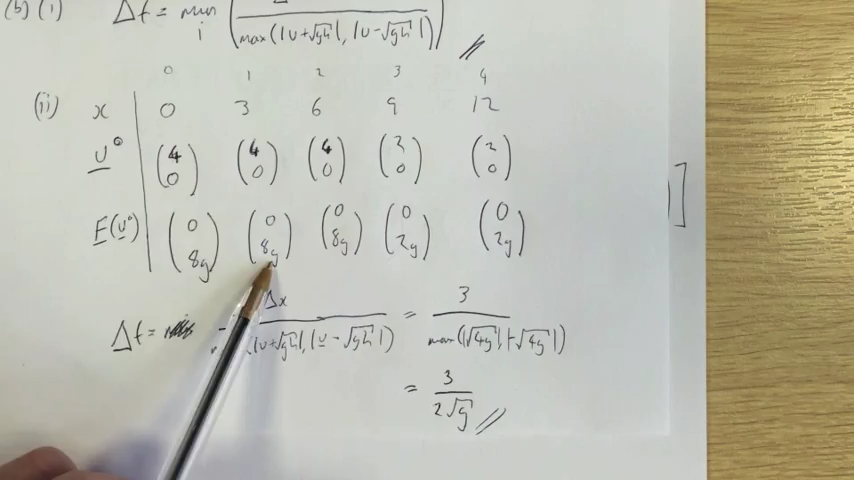 (b) (i) Δt = min i ( / max(|u+√gh|, |u-√gh|) )
0 1 2 3 4
(ii) x 0 3 6 9 12
U⁰ (4 0) (4 0) (4 0) (2 0) (2 0)
F(U⁰) (0 8g) (0 8g) (0 8g) (0 2g) (0 2g)
Δt = Δx / (|u+√gh|, |u-√gh|) = 3 / max(|√4g|, |-√4g|)
= 3 / 2√g